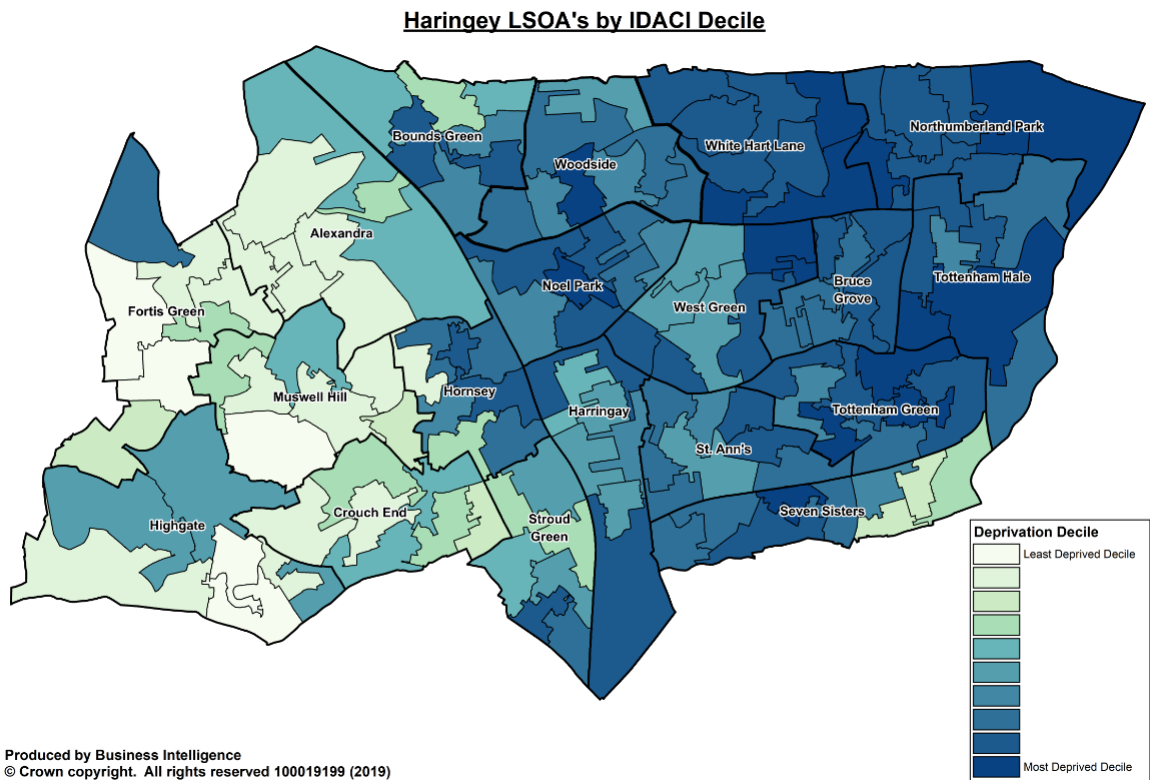 Haringey LSOA's by IDACI Decile
Bounds Green
Woodside
White Hart Lane
Northumberland Park
Alexandra
Noel Park
West Green
Bruce
Grove
Tottenham Hale
Fortis Green
Muswell Hill
Hornsey
Harringay
Tottenham Green
St. Ann's
Highgate
Crouch End
Stroud
Green
Seven Sisters
Deprivation Decile
Least Deprived Decile
Most Deprived Decile
Produced by Business Intelligence
© Crown copyright. All rights reserved 100019199 (2019)